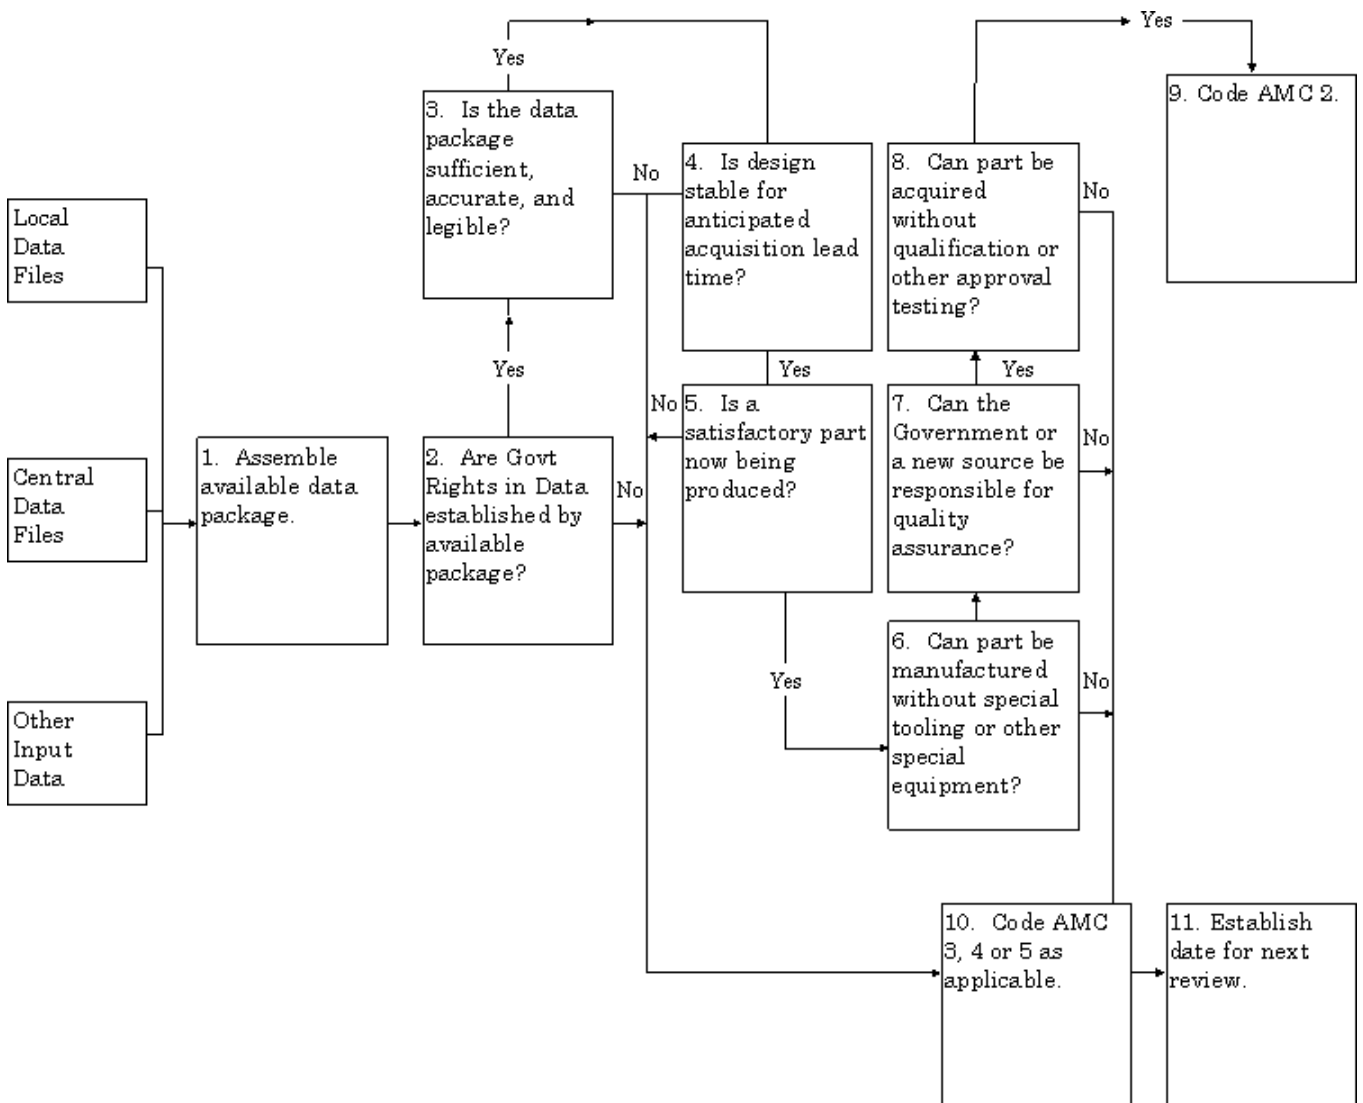 Local
Data
Files
Central
Data
Files
Other
Input
Data
1. Assemble
available data
package.
2. Are Govt
Rights in Data
established by
available
package?
No
Yes
3. Is the data
package
sufficient,
accurate, and
legible?
Yes
No
4. Is design
stable for
anticipated
acquisition lead
time?
Yes
No
5. Is a
satisfactory part
now being
produced?
Yes
6. Can part be
manufactured
without special
tooling or other
special
equipment?
No
7. Can the
Government or
a new source be
responsible for
quality
assurance?
No
Yes
8. Can part be
acquired
without
qualification or
other approval
testing?
No
Yes
9. Code AMC 2.
10. Code AMC
3, 4 or 5 as
applicable.
11. Establish
date for next
review.